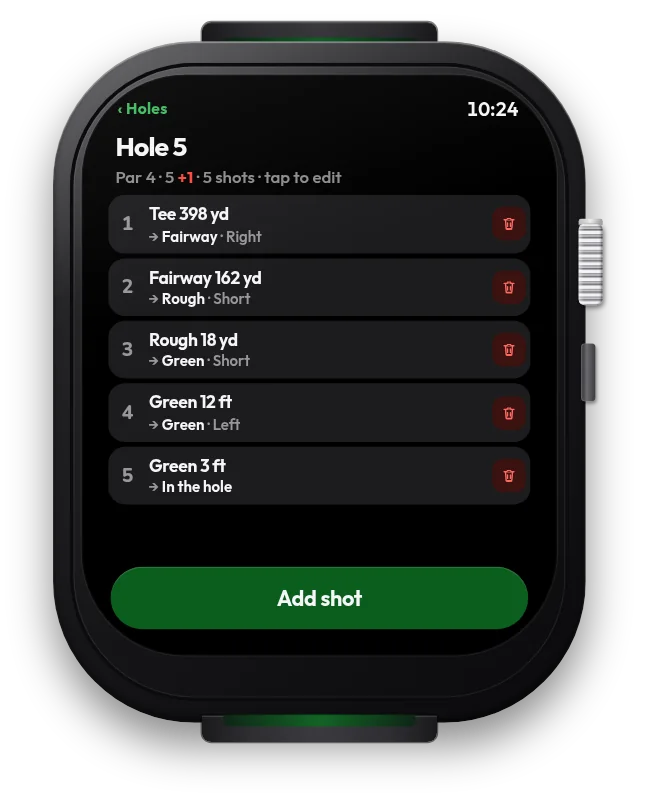 ‹ Holes
10:24
Hole 5
Par 4 · 5 +1 · 5 shots · tap to edit
1
Tee 398 yd
→ Fairway · Right
2
Fairway 162 yd
→ Rough · Short
3
Rough 18 yd
→ Green · Short
4
Green 12 ft
→ Green · Left
5
Green 3 ft
→ In the hole
Add shot